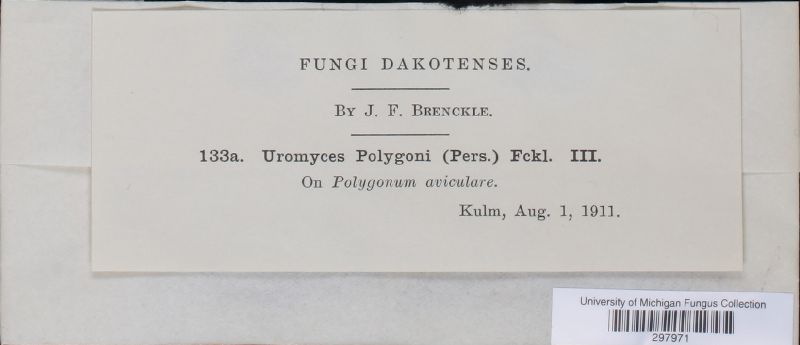 FUNGI DAKOTENSES.
By J. F. Brenckle.
133a. Uromyces Polygoni (Pers.) Fckl. III.
On Polygonum aviculare.
Kulm, Aug. 1, 1911.
University of Michigan Fungus Collection
297971